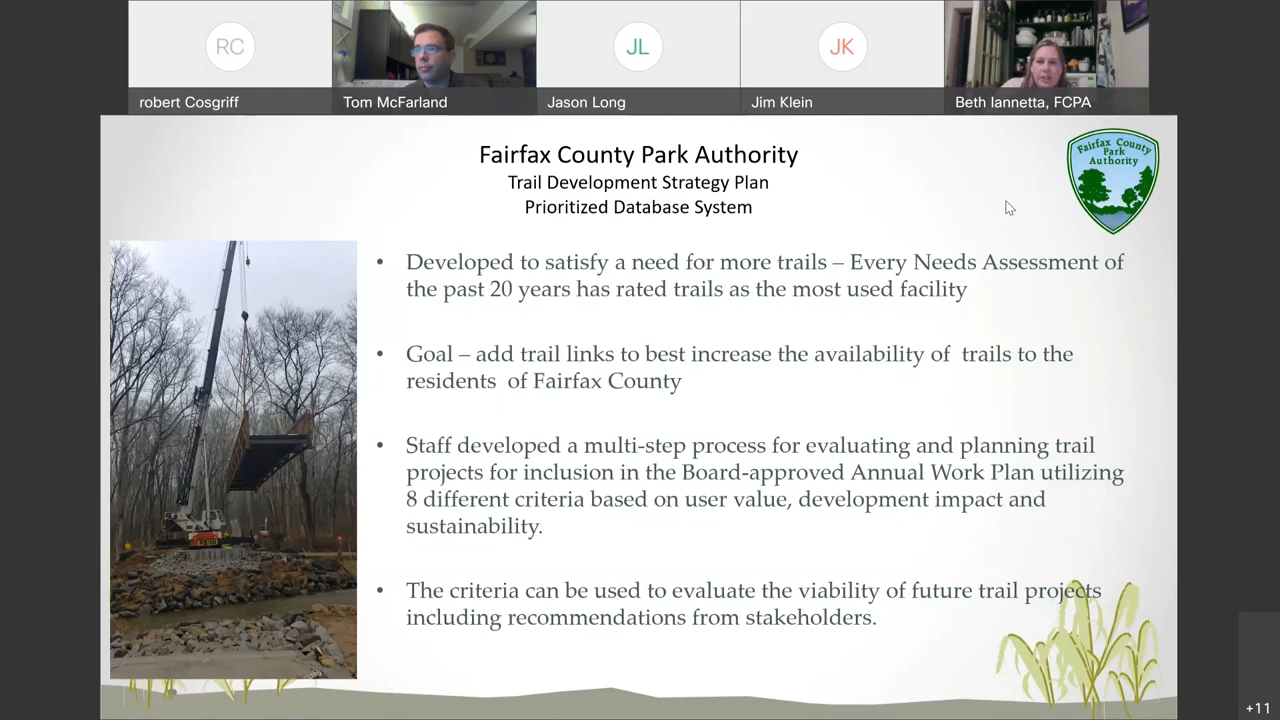 RC
JL
JK
robert Cosgriff
Tom McFarland
Jason Long
Jim Klein
Beth Iannetta, FCPA
Fairfax County Park Authority
Trail Development Strategy Plan
Prioritized Database System
Fairfax County
Park
Authority
• Developed to satisfy a need for more trails – Every Needs Assessment of
the past 20 years has rated trails as the most used facility
• Goal – add trail links to best increase the availability of trails to the
residents of Fairfax County
• Staff developed a multi-step process for evaluating and planning trail
projects for inclusion in the Board-approved Annual Work Plan utilizing
8 different criteria based on user value, development impact and
sustainability.
• The criteria can be used to evaluate the viability of future trail projects
including recommendations from stakeholders.
+11